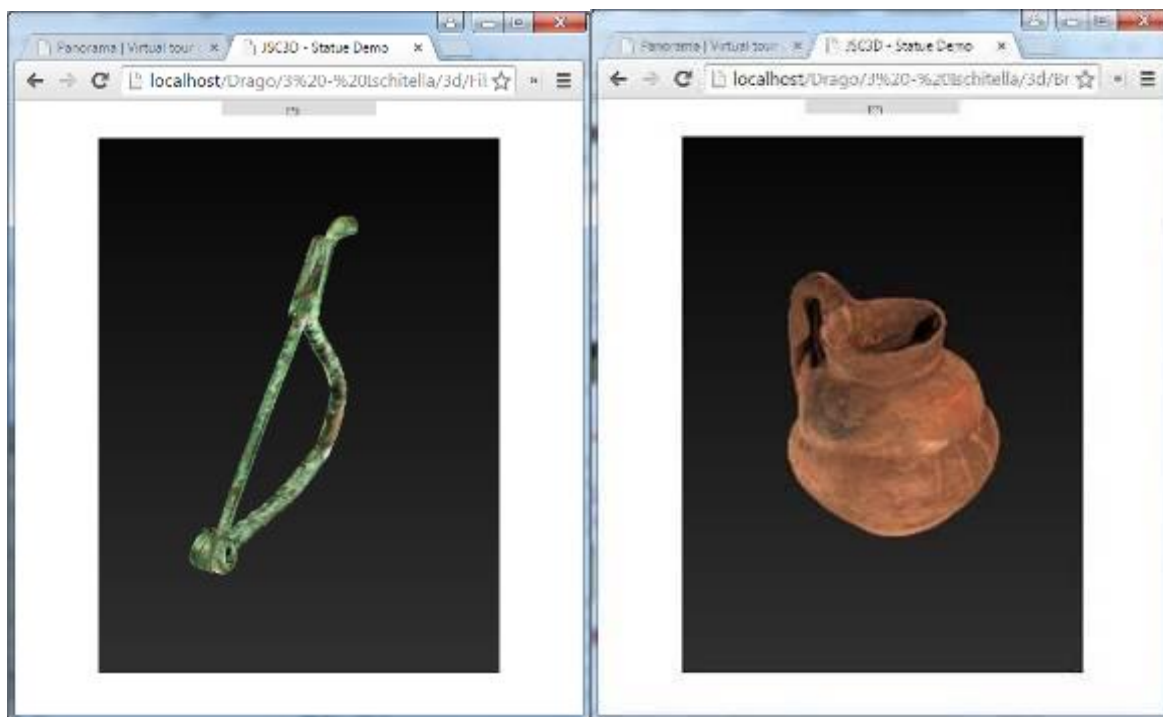 Panorama | Virtual tour
JSC3D - Statue Demo
localhost/Drago/3%20-%20Ischitella/3d/Fil
Panorama | Virtual tour
JSC3D - Statue Demo
localhost/Drago/3%20-%20Ischitella/3d/Br